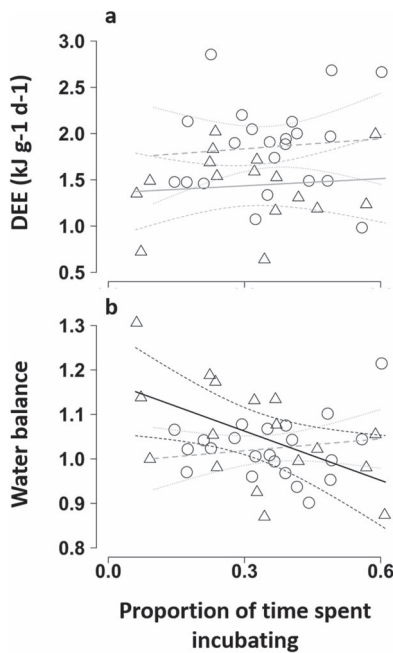 a
3.0
2.5
2.0
1.5
1.0
0.5
DEE (kJ g-1 d-1)
b
1.3
1.2
1.1
1.0
0.9
0.8
Water balance
0.0
0.3
0.6
Proportion of time spent
incubating